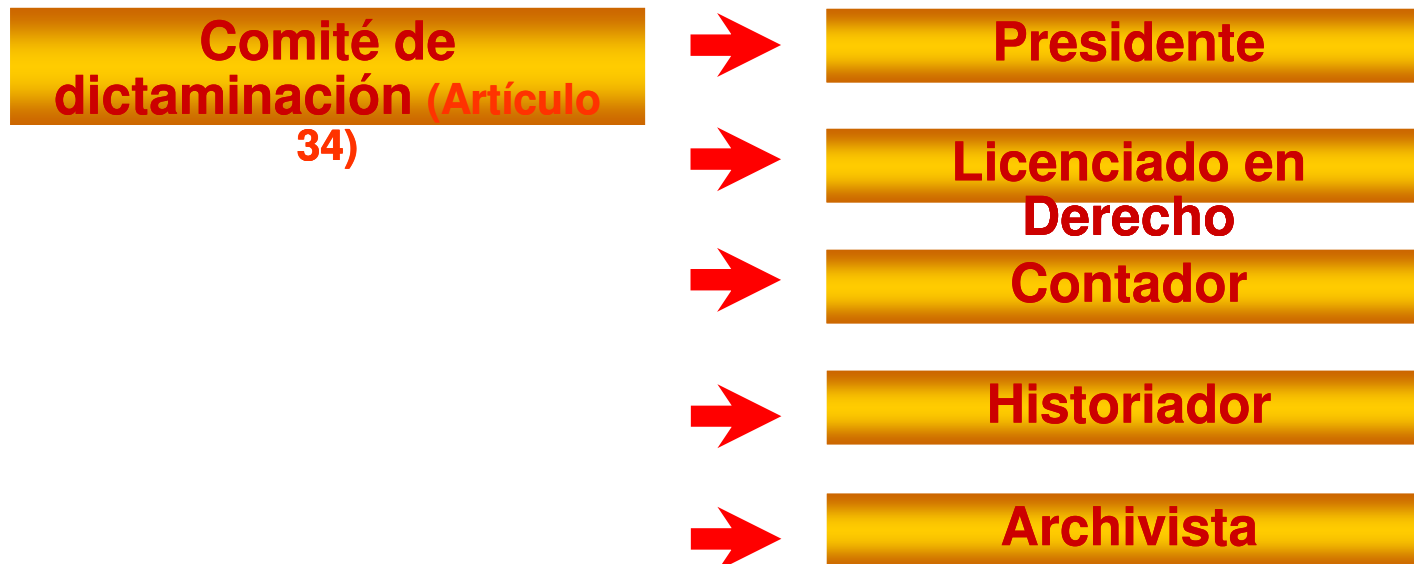 Comité de
dictaminación (Artículo
34)
Presidente
Licenciado en
Derecho
Contador
Historiador
Archivista